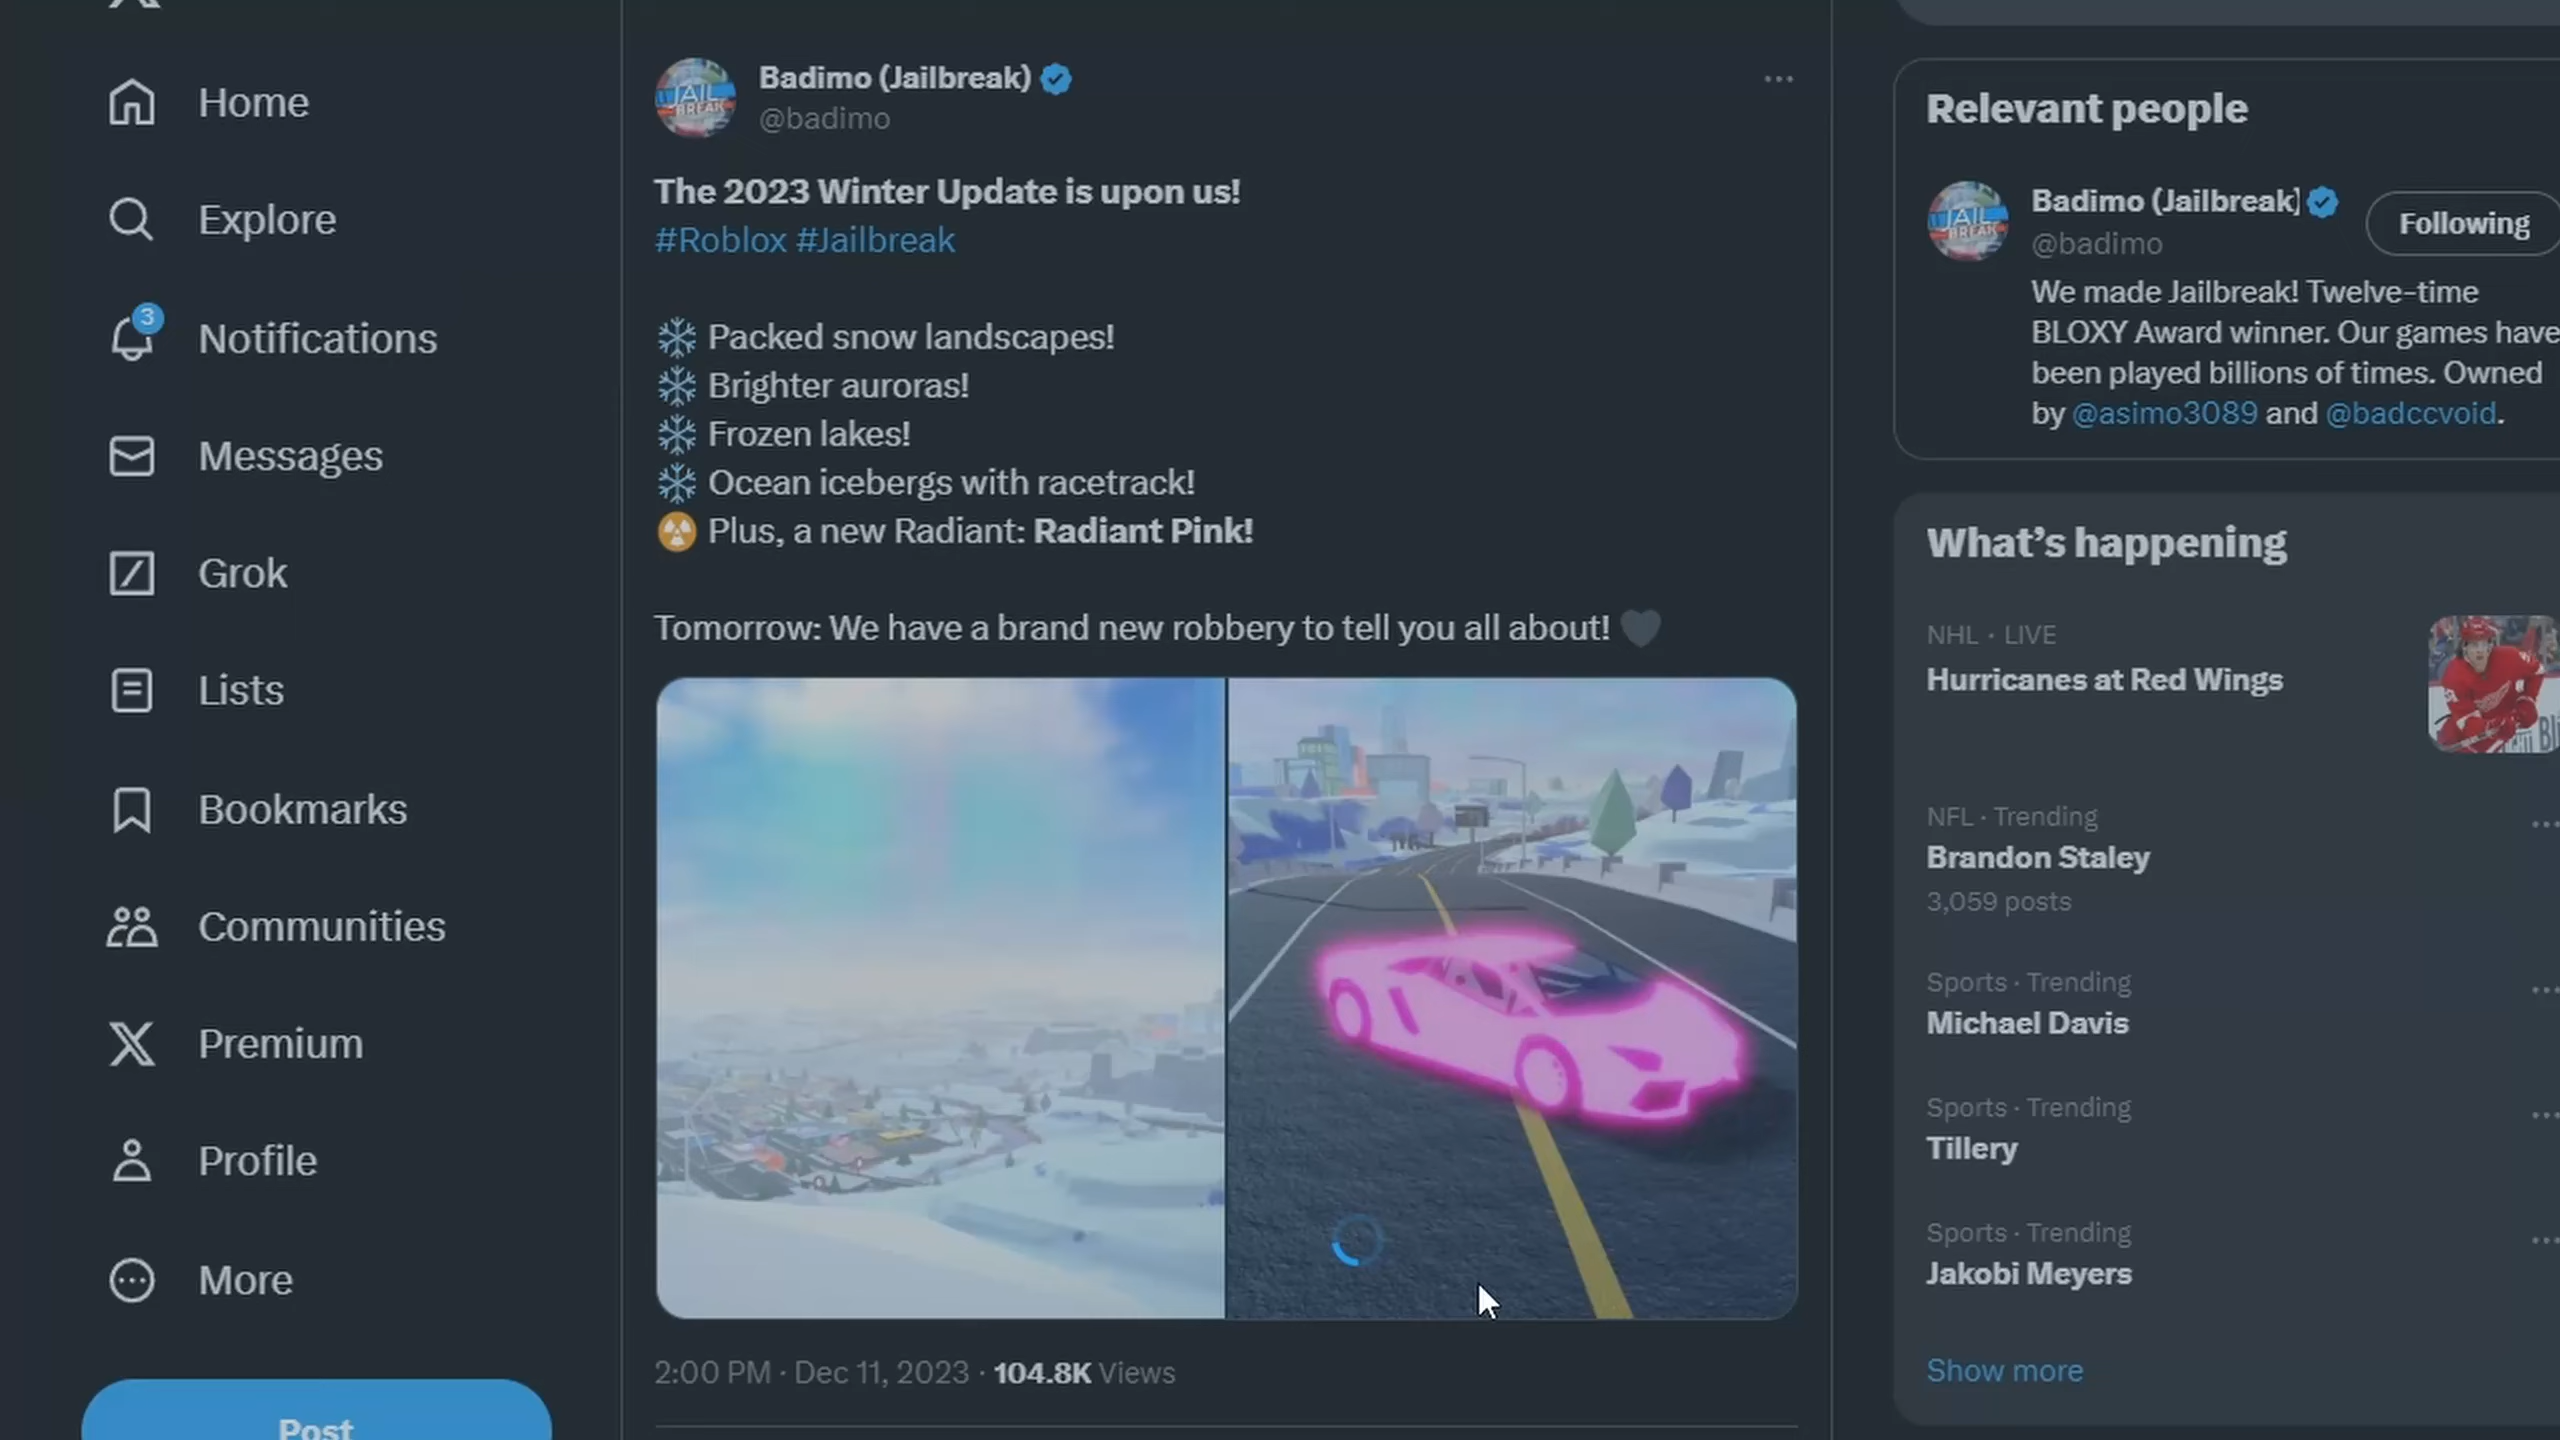 Home
Explore
3
Notifications
Messages
Grok
Lists
Bookmarks
Communities
Premium
Profile
More
Post
JAIL
BREAK
Badimo (Jailbreak)
@badimo
The 2023 Winter Update is upon us!
#Roblox #Jailbreak
Packed snow landscapes!
Brighter auroras!
Frozen lakes!
Ocean icebergs with racetrack!
Plus, a new Radiant: Radiant Pink!
Tomorrow: We have a brand new robbery to tell you all about!
2:00 PM · Dec 11, 2023 · 104.8K Views
Relevant people
JAIL
BREAK
Badimo (Jailbreak)
@badimo
Following
We made Jailbreak! Twelve-time
BLOXY Award winner. Our games have
been played billions of times. Owned
by @asimo3089 and @badccvoid.
What's happening
NHL · LIVE
Hurricanes at Red Wings
NFL · Trending
Brandon Staley
3,059 posts
Sports · Trending
Michael Davis
Sports · Trending
Tillery
Sports · Trending
Jakobi Meyers
Show more